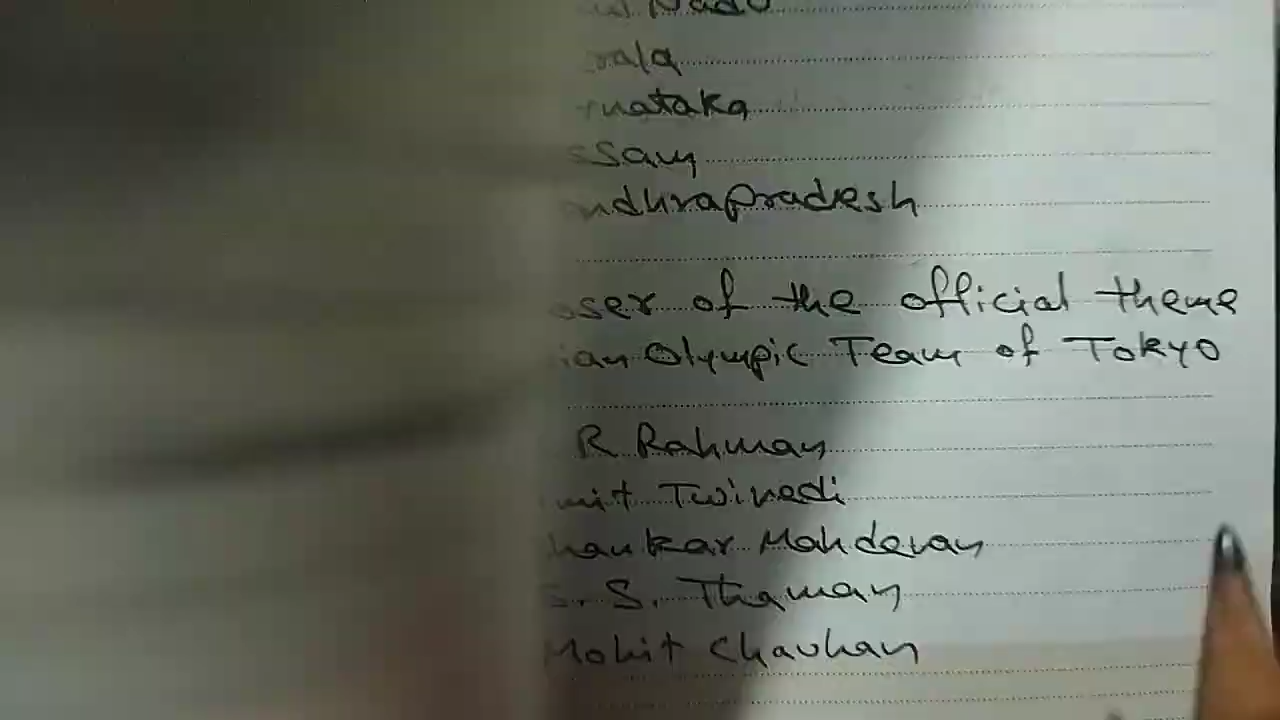 Nadu
rala
rnataka
ssam
ndhrapradesh
oser of the official theme
ian Olympic Team of Tokyo
R Rahman
mit Twivedi
hankar Mahdevan
S. S. Thaman
Mohit Chauhan